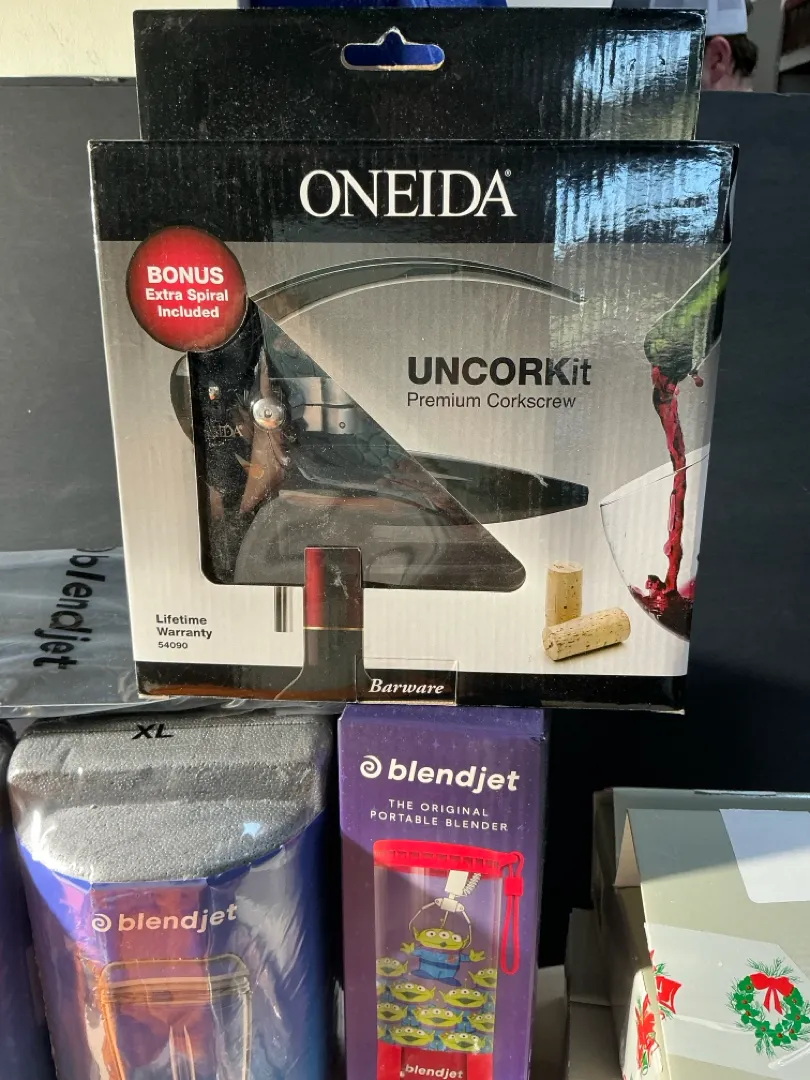 ONEIDA®
BONUS
Extra Spiral
Included
UNCORKit
Premium Corkscrew
Lifetime
Warranty
54090
Barware
blendjet
XL
blendjet
THE ORIGINAL
PORTABLE BLENDER
blendjet
blendjet